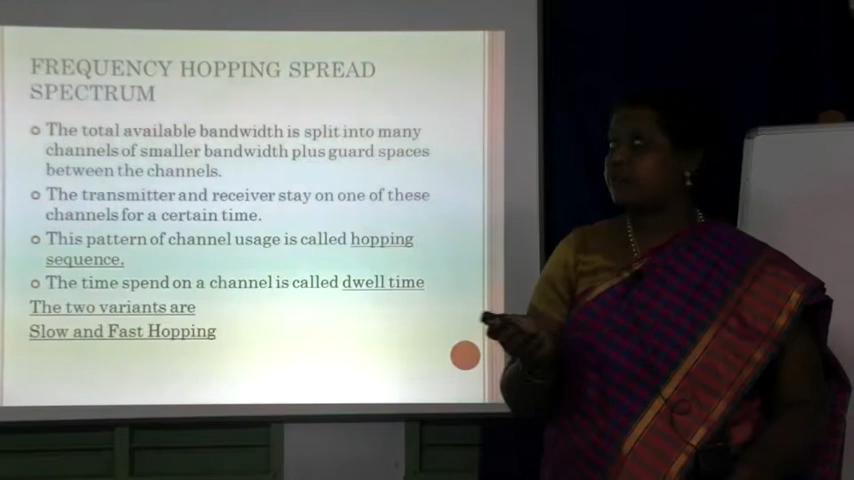 FREQUENCY HOPPING SPREAD
SPECTRUM
The total available bandwidth is split into many
channels of smaller bandwidth plus guard spaces
between the channels.
The transmitter and receiver stay on one of these
channels for a certain time.
This pattern of channel usage is called hopping
sequence.
The time spend on a channel is called dwell time
The two variants are
Slow and Fast Hopping